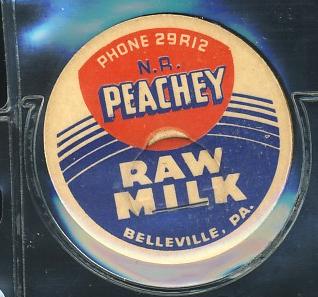 PHONE 29R12
N.R.
PEACHEY
RAW
MILK
BELLEVILLE, PA.